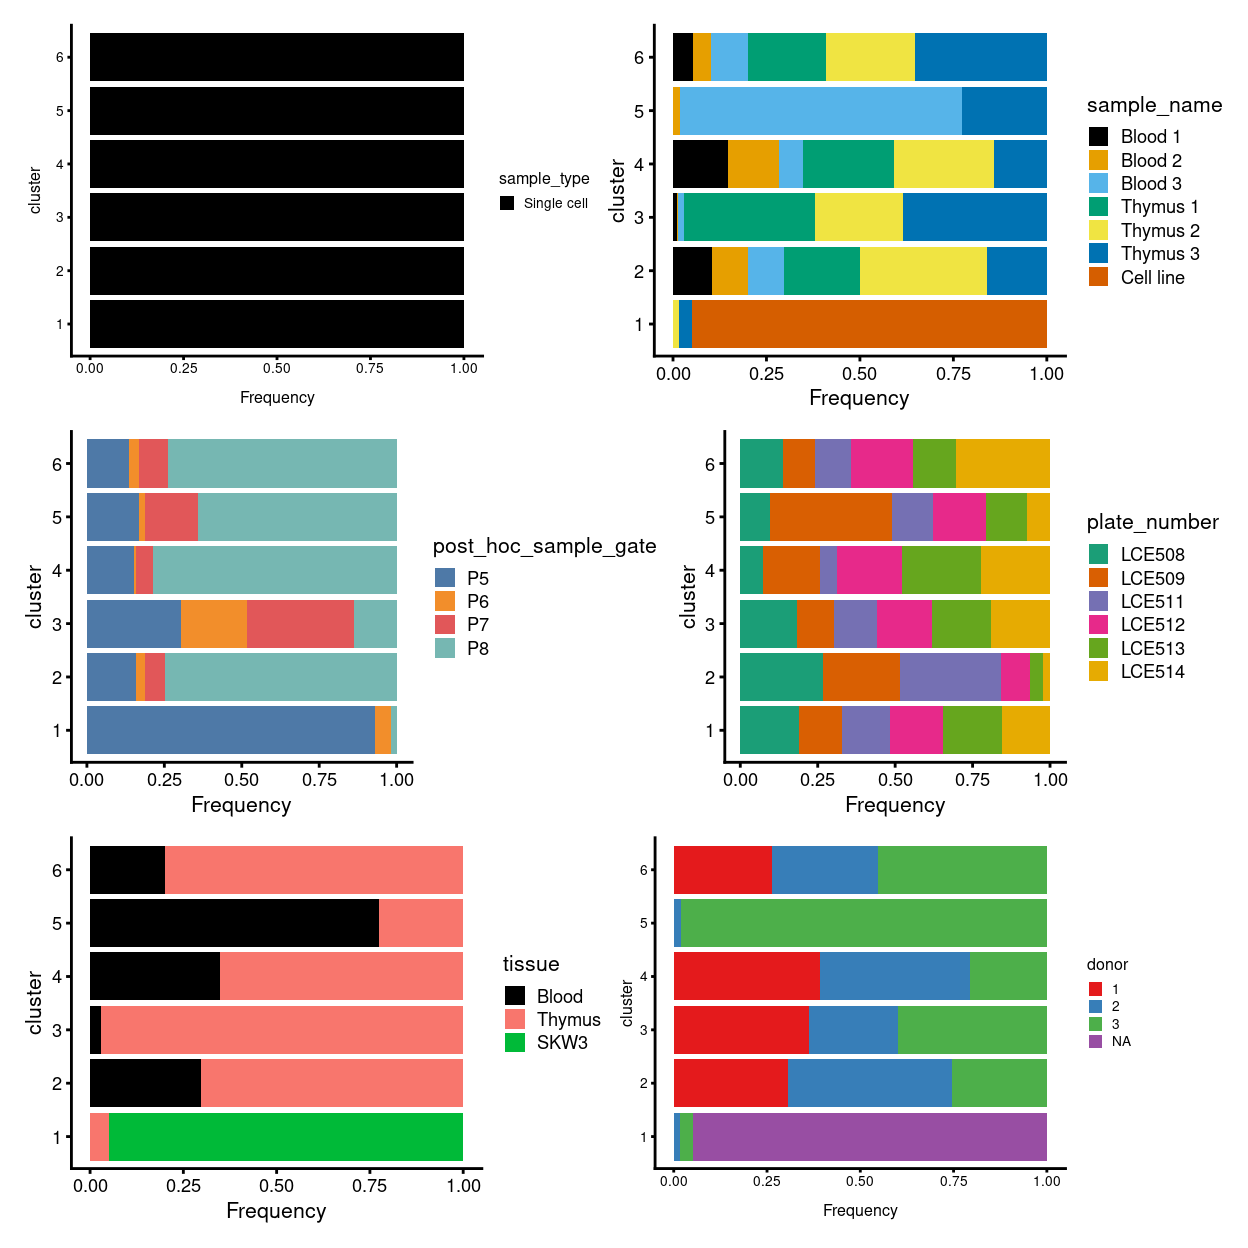 cluster
6
5
4
3
2
1
0.00 0.25 0.50 0.75 1.00
Frequency
sample_type
Single cell
cluster
6
5
4
3
2
1
0.00 0.25 0.50 0.75 1.00
Frequency
sample_name
Blood 1
Blood 2
Blood 3
Thymus 1
Thymus 2
Thymus 3
Cell line
cluster
6
5
4
3
2
1
0.00 0.25 0.50 0.75 1.00
Frequency
post_hoc_sample_gate
P5
P6
P7
P8
cluster
6
5
4
3
2
1
0.00 0.25 0.50 0.75 1.00
Frequency
plate_number
LCE508
LCE509
LCE511
LCE512
LCE513
LCE514
cluster
6
5
4
3
2
1
0.00 0.25 0.50 0.75 1.00
Frequency
tissue
Blood
Thymus
SKW3
cluster
6
5
4
3
2
1
0.00 0.25 0.50 0.75 1.00
Frequency
donor
1
2
3
NA